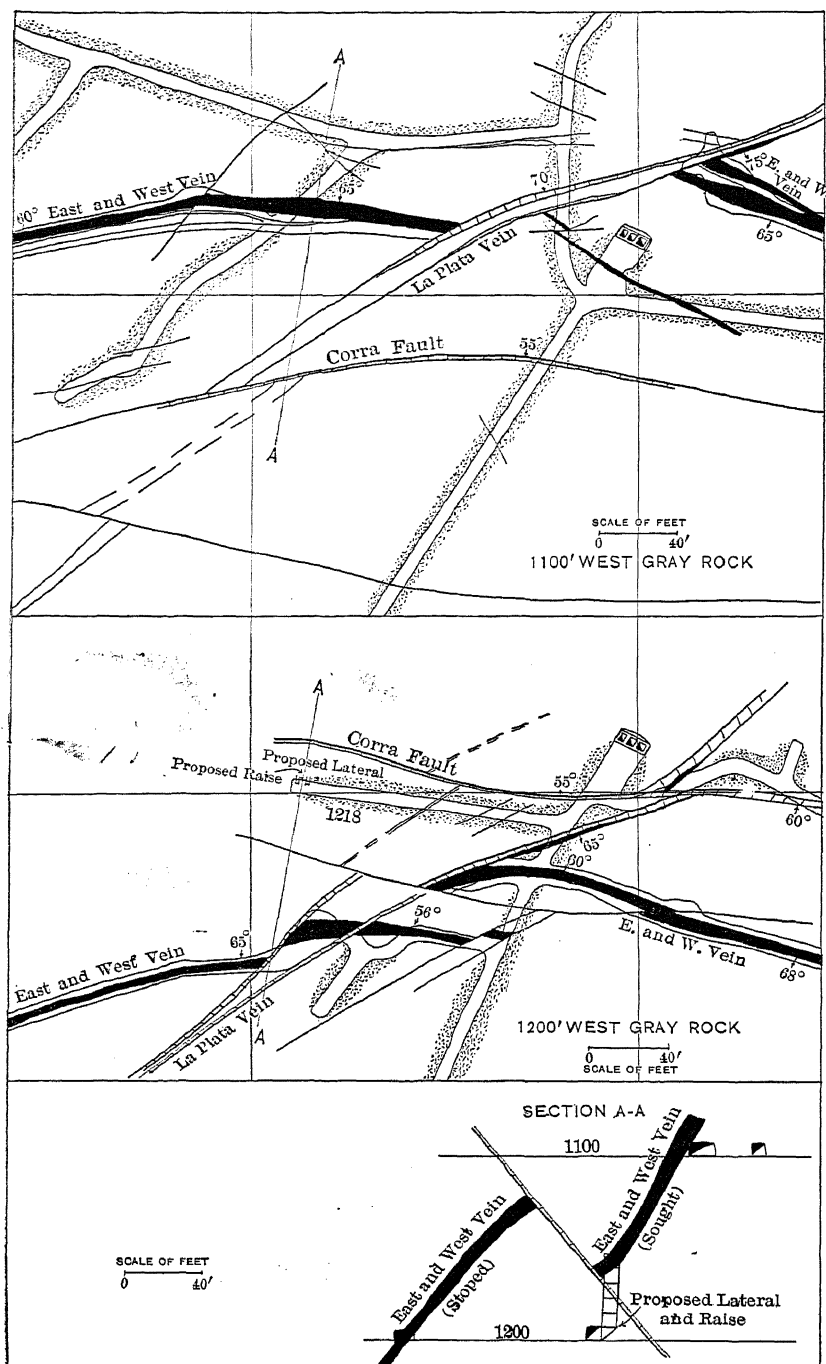 A
60° East and West Vein
65°
70°
75°
E. and W.
Vein
65°
La Plata Vein
Corra Fault
55°
A
SCALE OF FEET
0 40'
1100' WEST GRAY ROCK
A
Corra Fault
Proposed Lateral
Proposed Raise
55°
1218
60°
65°
60°
56°
65°
E. and W. Vein
East and West Vein
68°
La Plata Vein
A
1200' WEST GRAY ROCK
0 40'
SCALE OF FEET
SECTION A-A
1100
East and West Vein
(Sought)
East and West Vein
(Stoped)
SCALE OF FEET
0 40'
Proposed Lateral
and Raise
1200